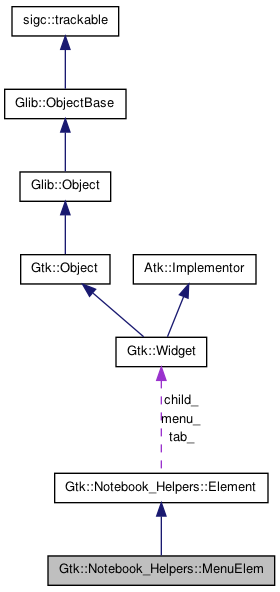 sigc::trackable
Glib::ObjectBase
Glib::Object
Gtk::Object
Atk::Implementor
Gtk::Widget
child_
menu_
tab_
Gtk::Notebook_Helpers::Element
Gtk::Notebook_Helpers::MenuElem